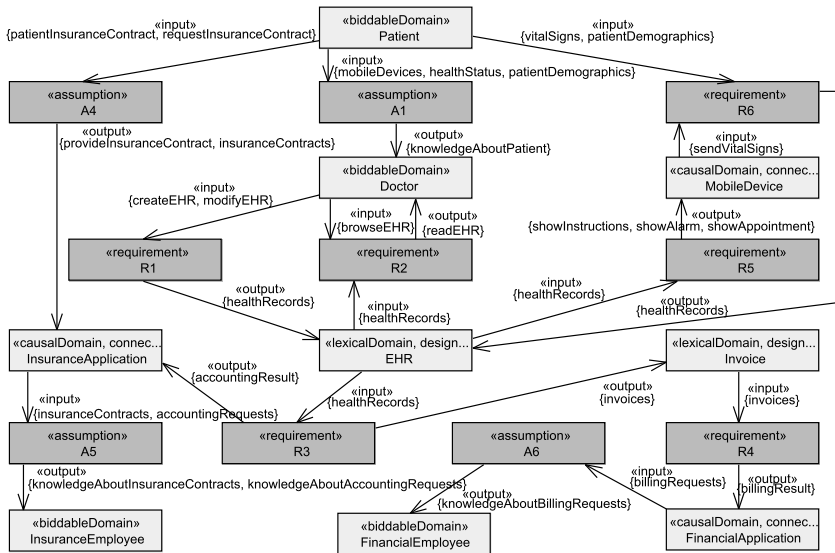 «biddableDomain»
Patient
«input»
{patientInsuranceContract, requestInsuranceContract}
«input»
{mobileDevices, healthStatus, patientDemographics}
«input»
{vitalSigns, patientDemographics}
«assumption»
A4
«assumption»
A1
«requirement»
R6
«output»
{provideInsuranceContract, insuranceContracts}
«output»
{knowledgeAboutPatient}
«input»
{sendVitalSigns}
«biddableDomain»
Doctor
«causalDomain, connec...
MobileDevice
«input»
{createEHR, modifyEHR}
«input»
{browseEHR}
«output»
{readEHR}
«output»
{showInstructions, showAlarm, showAppointment}
«requirement»
R1
«requirement»
R2
«requirement»
R5
«output»
{healthRecords}
«input»
{healthRecords}
«input»
{healthRecords}
«output»
{healthRecords}
«causalDomain, connec...
InsuranceApplication
«lexicalDomain, design...
EHR
«lexicalDomain, design...
Invoice
«output»
{accountingResult}
«input»
{healthRecords}
«output»
{invoices}
«input»
{invoices}
«input»
{insuranceContracts, accountingRequests}
«assumption»
A5
«requirement»
R3
«assumption»
A6
«requirement»
R4
«output»
{knowledgeAboutInsuranceContracts, knowledgeAboutAccountingRequests}
«output»
{knowledgeAboutBillingRequests}
«input»
{billingRequests}
«output»
{billingResult}
«biddableDomain»
InsuranceEmployee
«biddableDomain»
FinancialEmployee
«causalDomain, connec...
FinancialApplication